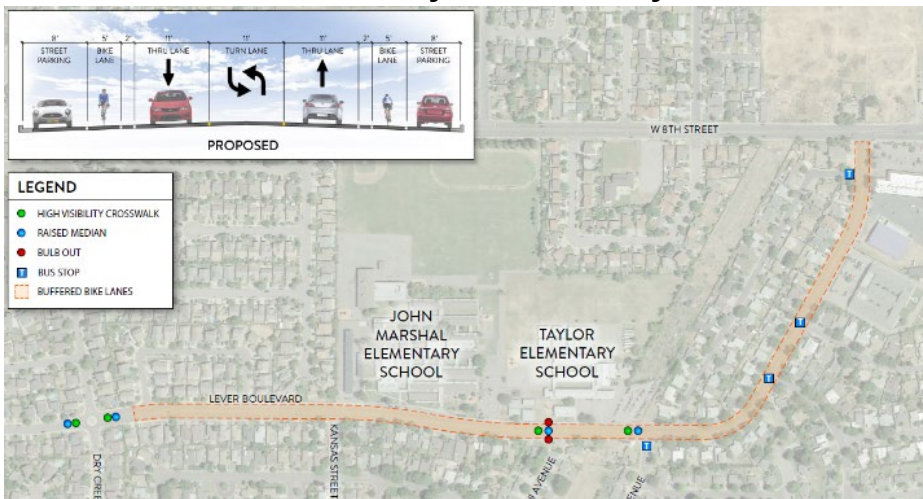 8' 5' 2' 11' 11' 11' 2' 5' 8'
STREET PARKING BIKE LANE THRU LANE TURN LANE THRU LANE BIKE LANE STREET PARKING
PROPOSED
W 8TH STREET
LEGEND
HIGH VISIBILITY CROSSWALK
RAISED MEDIAN
BULB OUT
T BUS STOP
BUFFERED BIKE LANES
T
T
T
JOHN
MARSHAL
ELEMENTARY
SCHOOL
TAYLOR
ELEMENTARY
SCHOOL
LEVER BOULEVARD
T
KANSAS STREET
DRY CREE
AVENUE
ENUE